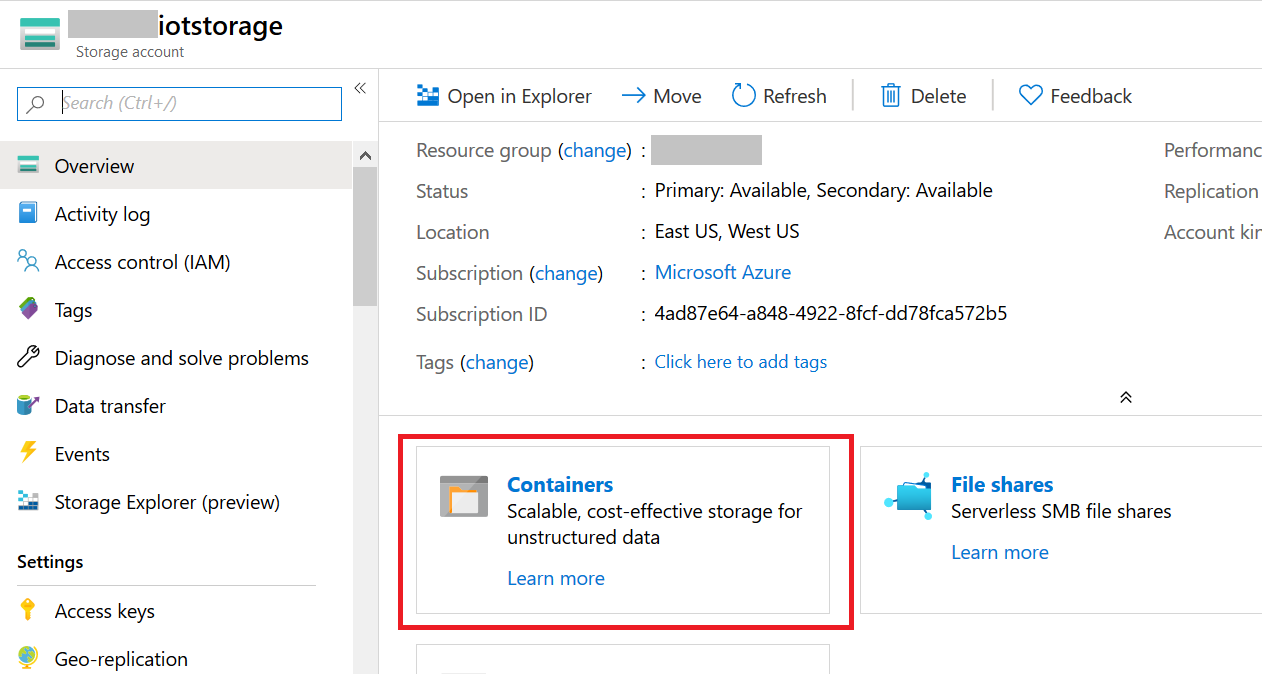 iotstorage
Storage account
Search (Ctrl+/)
Overview
Activity log
Access control (IAM)
Tags
Diagnose and solve problems
Data transfer
Events
Storage Explorer (preview)
Settings
Access keys
Geo-replication
Open in Explorer
Move
Refresh
Delete
Feedback
Resource group (change) :
Status : Primary: Available, Secondary: Available
Location : East US, West US
Subscription (change) : Microsoft Azure
Subscription ID : 4ad87e64-a848-4922-8fcf-dd78fca572b5
Tags (change) : Click here to add tags
Performanc
Replication
Account kin
Containers
Scalable, cost-effective storage for
unstructured data
Learn more
File shares
Serverless SMB file shares
Learn more